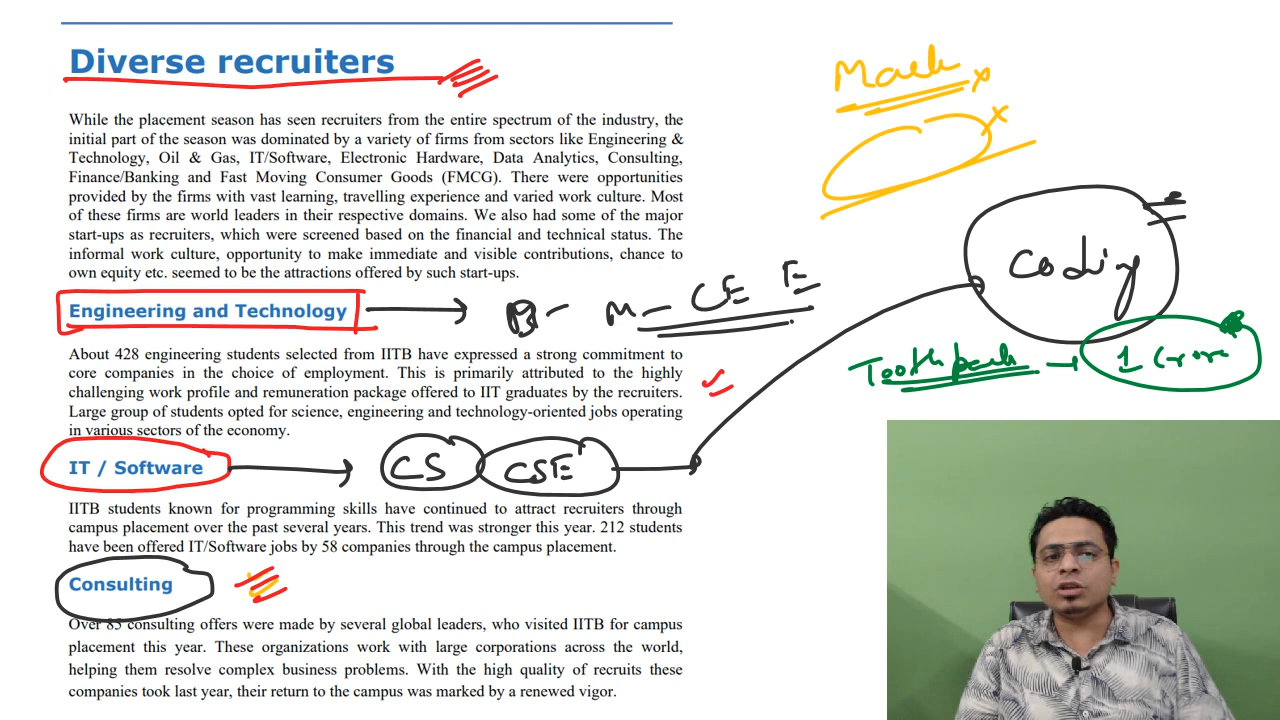 Diverse recruiters
While the placement season has seen recruiters from the entire spectrum of the industry, the
initial part of the season was dominated by a variety of firms from sectors like Engineering &
Technology, Oil & Gas, IT/Software, Electronic Hardware, Data Analytics, Consulting,
Finance/Banking and Fast Moving Consumer Goods (FMCG). There were opportunities
provided by the firms with vast learning, travelling experience and varied work culture. Most
of these firms are world leaders in their respective domains. We also had some of the major
start-ups as recruiters, which were screened based on the financial and technical status. The
informal work culture, opportunity to make immediate and visible contributions, chance to
own equity etc. seemed to be the attractions offered by such start-ups.
Engineering and Technology
M - CE E
About 428 engineering students selected from IITB have expressed a strong commitment to
core companies in the choice of employment. This is primarily attributed to the highly
challenging work profile and remuneration package offered to IIT graduates by the recruiters.
Large group of students opted for science, engineering and technology-oriented jobs operating
in various sectors of the economy.
IT / Software
CS CSE
IITB students known for programming skills have continued to attract recruiters through
campus placement over the past several years. This trend was stronger this year. 212 students
have been offered IT/Software jobs by 58 companies through the campus placement.
Consulting
Over 85 consulting offers were made by several global leaders, who visited IITB for campus
placement this year. These organizations work with large corporations across the world,
helping them resolve complex business problems. With the high quality of recruits these
companies took last year, their return to the campus was marked by a renewed vigor.
Coding
1 Crore